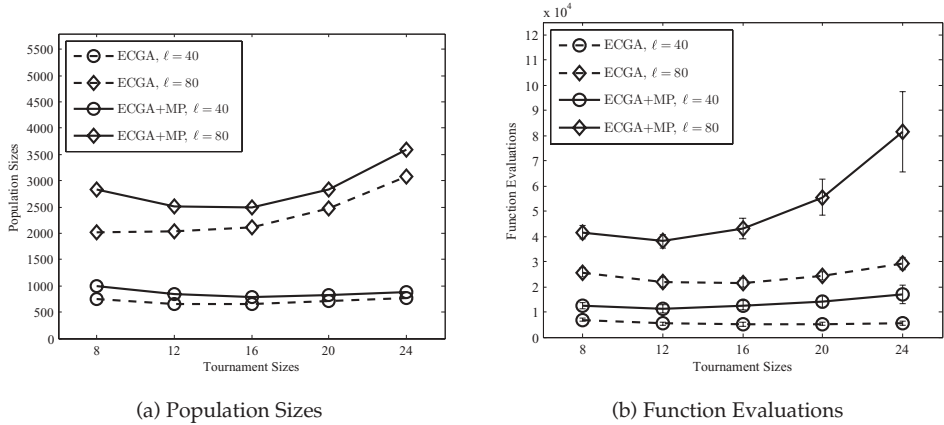 5500
5000
4500
4000
3500
3000
2500
2000
1500
1000
500
0
Population Sizes
ECGA, ℓ = 40
ECGA, ℓ = 80
ECGA+MP, ℓ = 40
ECGA+MP, ℓ = 80
8 12 16 20 24
Tournament Sizes
(a) Population Sizes
x 10⁴
12
11
10
9
8
7
6
5
4
3
2
1
0
Function Evaluations
ECGA, ℓ = 40
ECGA, ℓ = 80
ECGA+MP, ℓ = 40
ECGA+MP, ℓ = 80
8 12 16 20 24
Tournament Sizes
(b) Function Evaluations